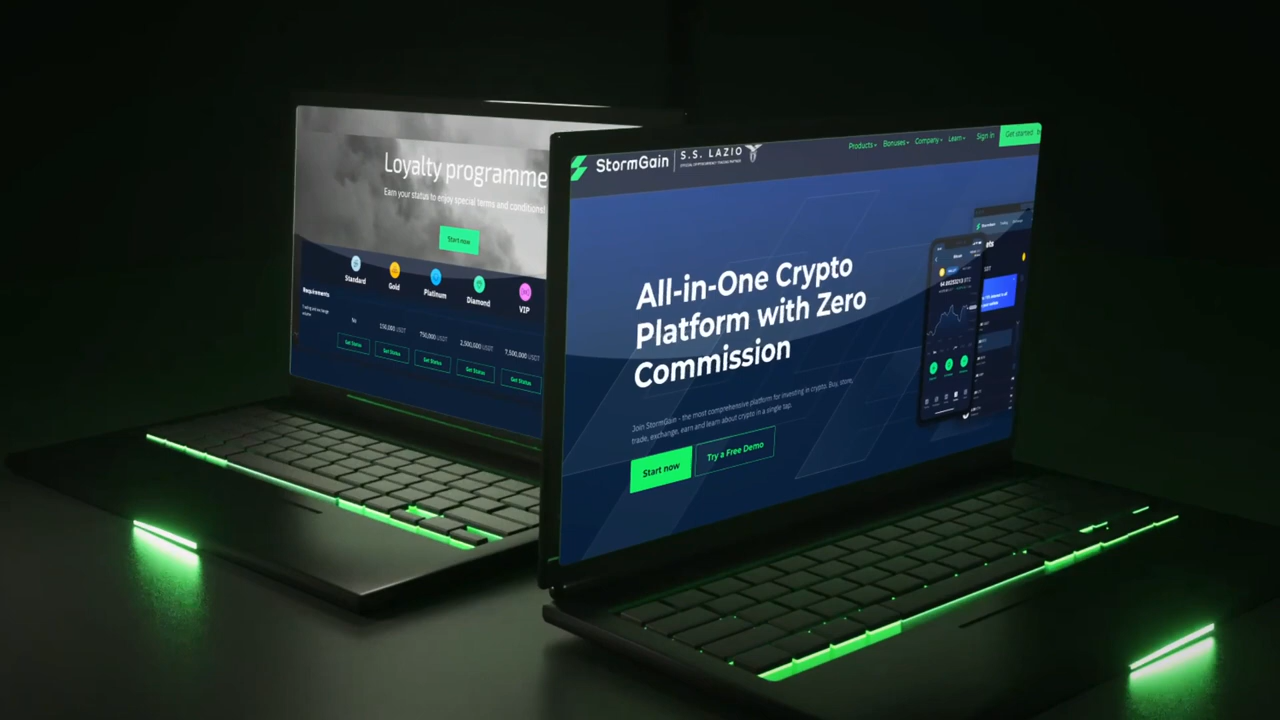 Loyalty programme
Earn your status to enjoy special terms and conditions!
Start now
Standard
Gold
Platinum
Diamond
VIP
Requirements
150,000 USDT
750,000 USDT
2,500,000 USDT
7,500,000 USDT
Get Status
Get Status
Get Status
Get Status
Get Status
StormGain
S.S. LAZIO
OFFICIAL CRYPTOCURRENCY TRADING PARTNER
Products
Bonuses
Company
Learn
Sign in
Get started
All-in-One Crypto
Platform with Zero
Commission
Join StormGain - the most comprehensive platform for investing in crypto. Buy, store,
trade, exchange, earn and learn about crypto in a single tap.
Start now
Try a Free Demo